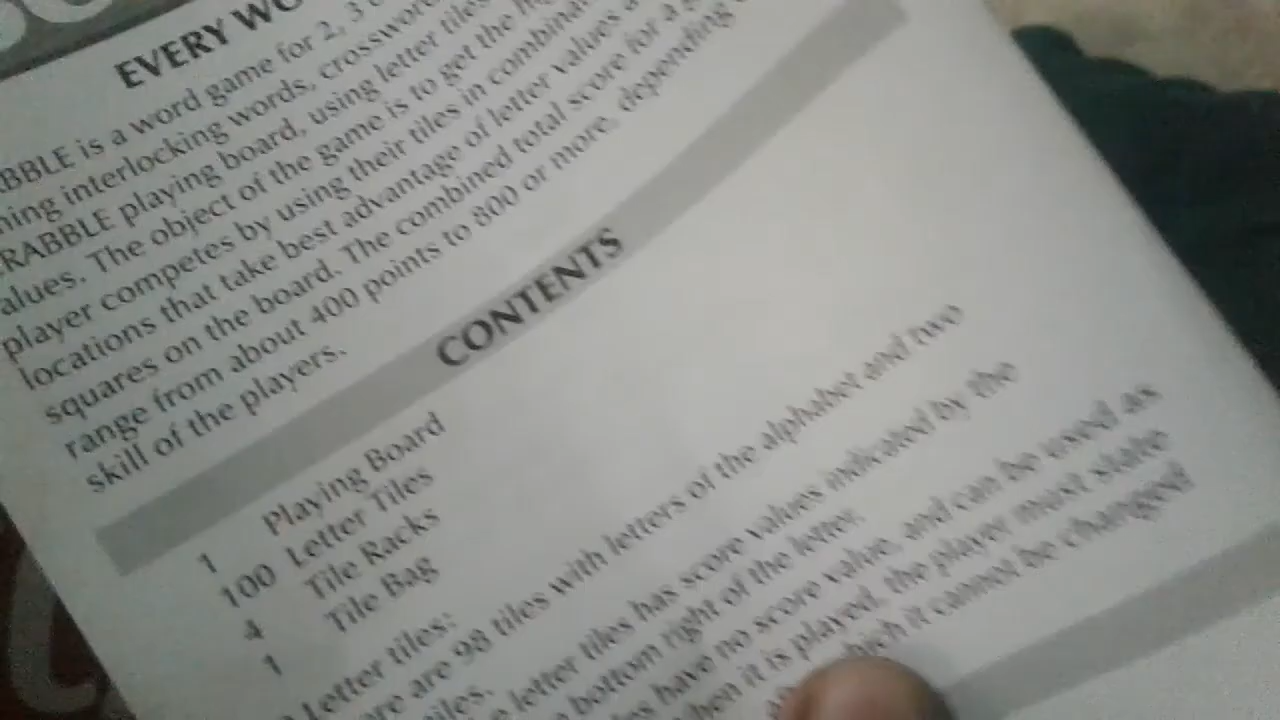 EVERY WO
BBLE is a word game for 2, 3
ning interlocking words, crossword
RABBLE playing board, using letter tiles
alues. The object of the game is to get the hig
player competes by using their tiles in combina
locations that take best advantage of letter values a
squares on the board. The combined total score for a g
range from about 400 points to 800 or more, depending
skill of the players.
CONTENTS
1 Playing Board
100 Letter Tiles
4 Tile Racks
1 Tile Bag
Letter tiles:
re are 98 tiles with letters of the alphabet and two
iles.
e letter tiles has score values indicated by the
bottom right of the letter.
les have no score value, and can be used as
hen it is played, the player must state
hich it cannot be changed